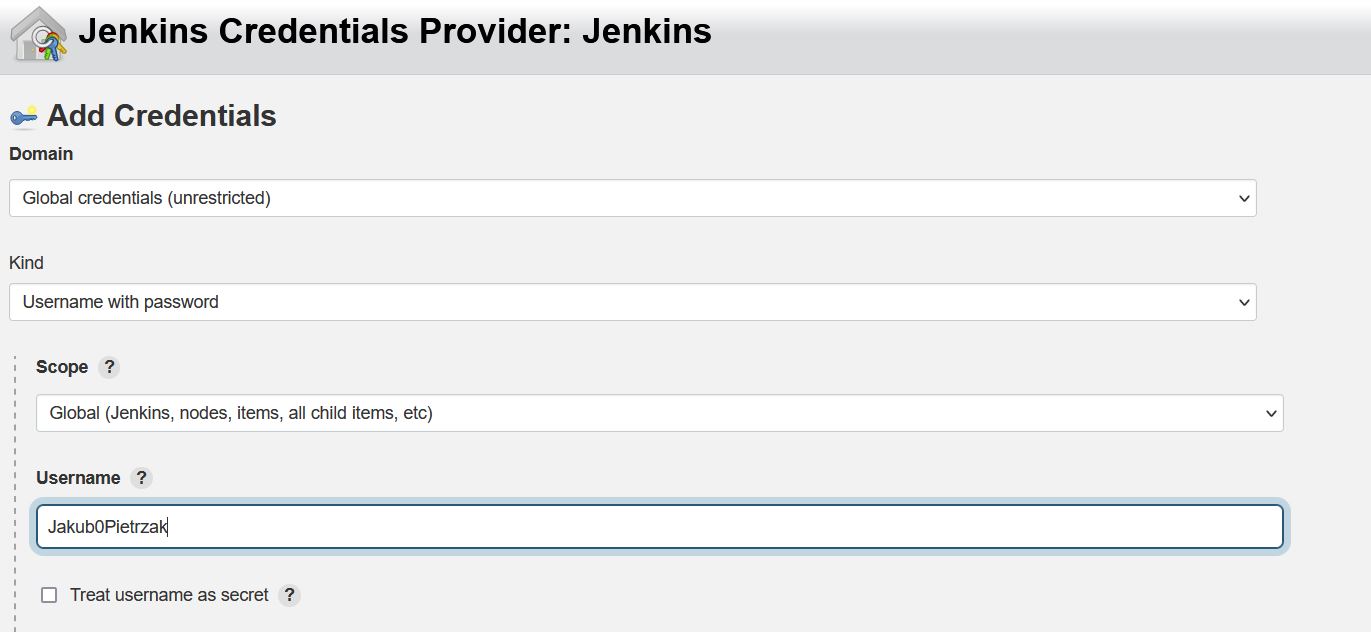 Jenkins Credentials Provider: Jenkins
Add Credentials
Domain
Global credentials (unrestricted)
Kind
Username with password
Scope ?
Global (Jenkins, nodes, items, all child items, etc)
Username ?
Jakub0Pietrzak
Treat username as secret ?